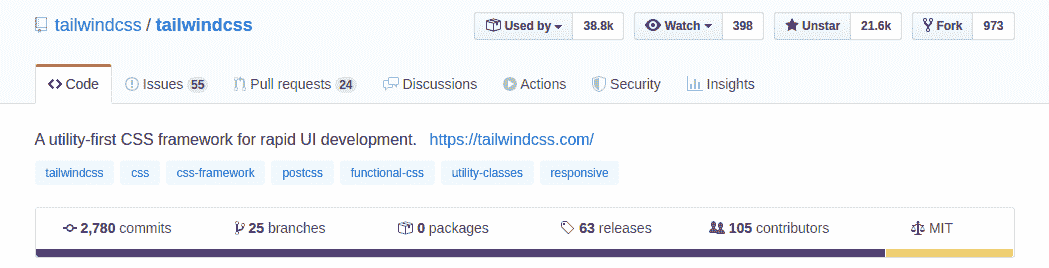 tailwindcss / tailwindcss Used by 38.8k Watch 398 Unstar 21.6k Fork 973
Code Issues 55 Pull requests 24 Discussions Actions Security Insights
A utility-first CSS framework for rapid UI development. https://tailwindcss.com/
tailwindcss css css-framework postcss functional-css utility-classes responsive
2,780 commits 25 branches 0 packages 63 releases 105 contributors MIT